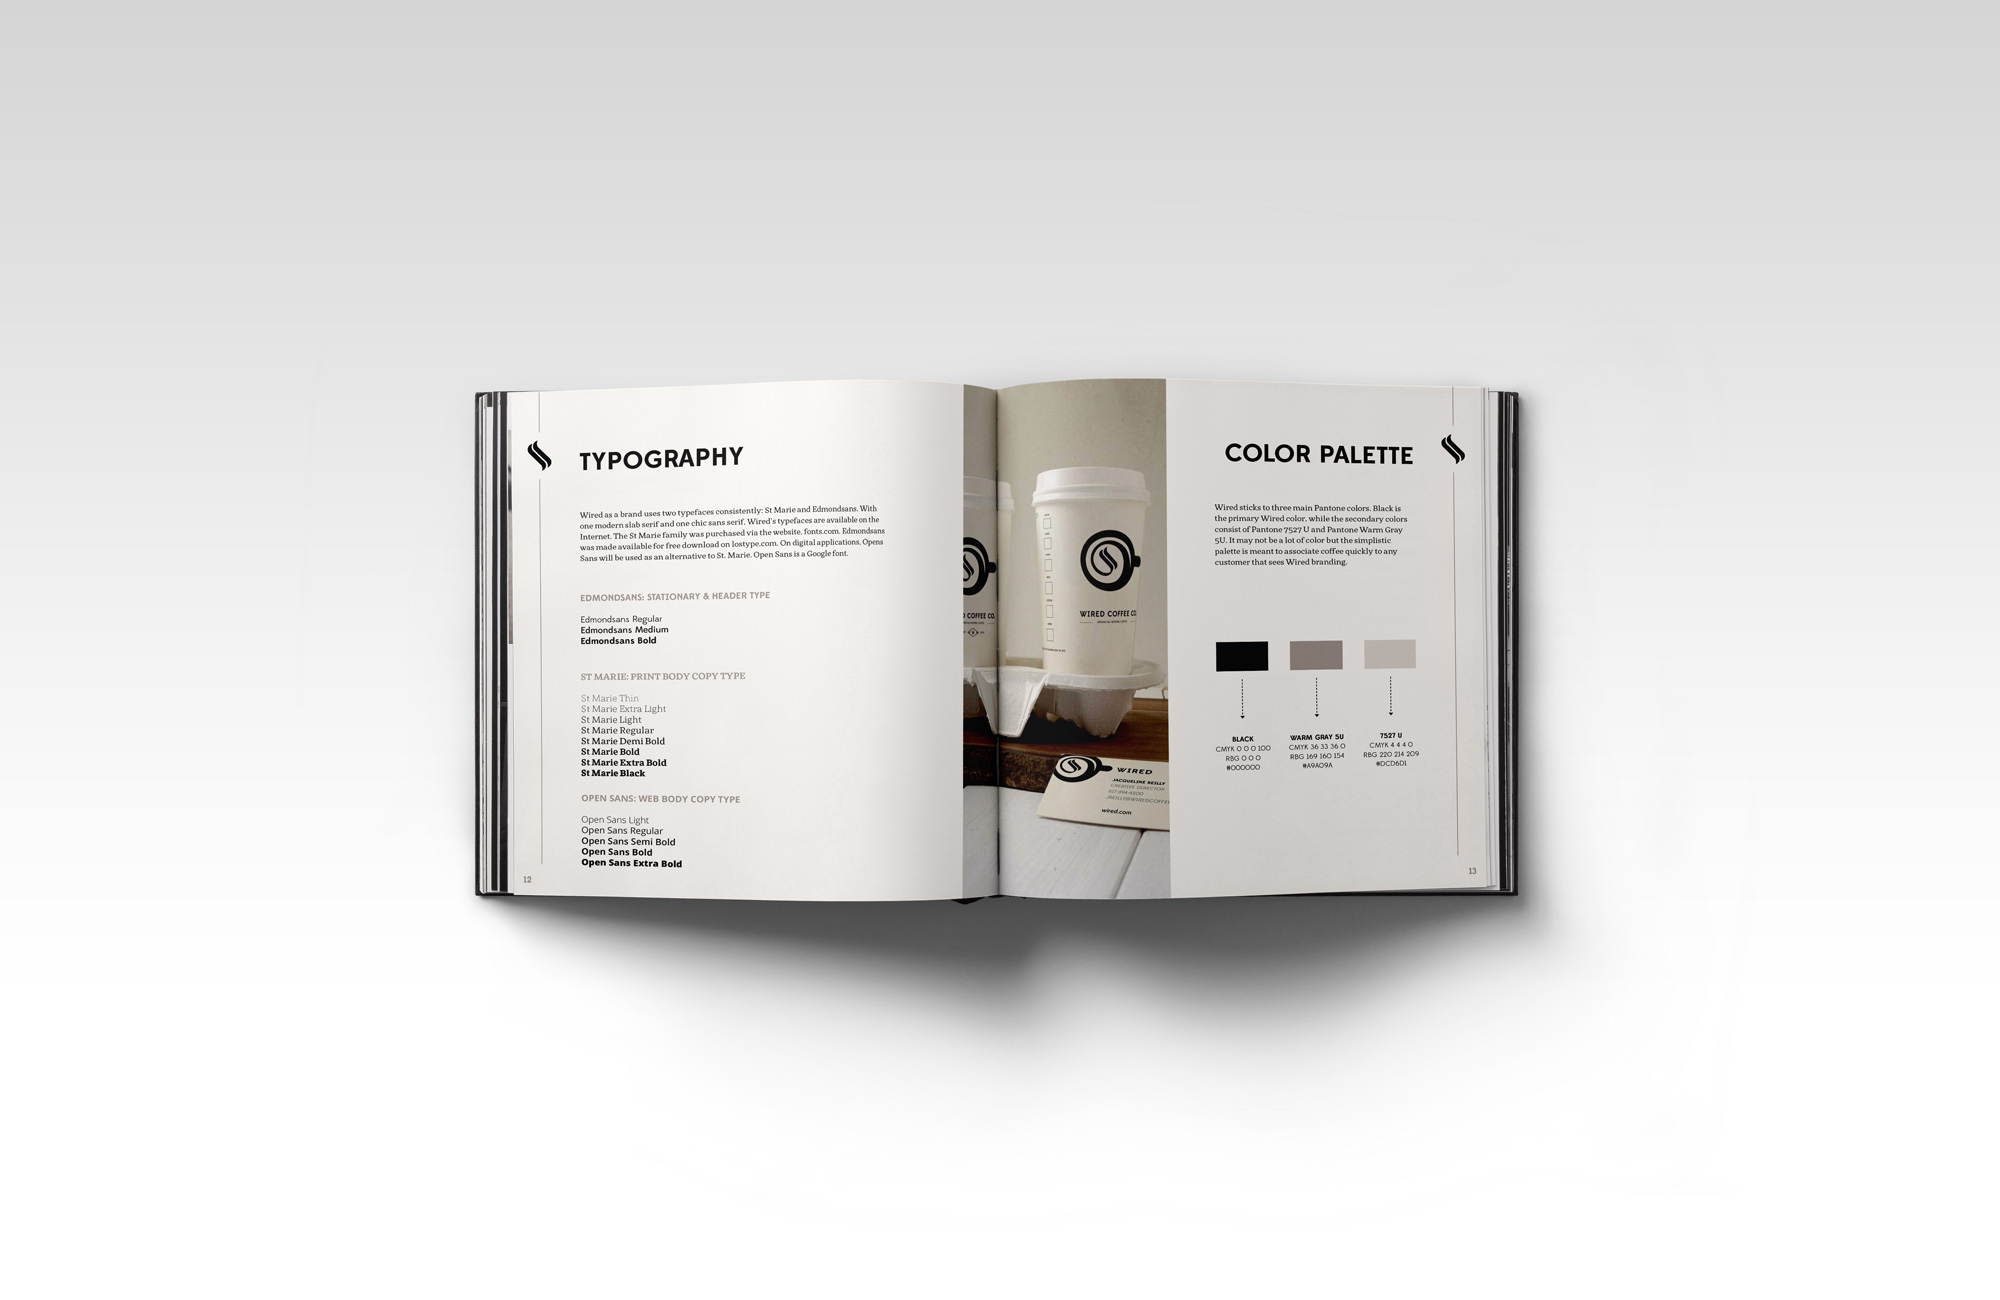 TYPOGRAPHY
Wired as a brand uses two typefaces consistently: St Marie and Edmondsans. With
one modern slab serif and one chic sans serif, Wired's typefaces are available on the
Internet. The St Marie family was purchased via the website, fonts.com. Edmondsans
was made available for free download on lostype.com. On digital applications, Opens
Sans will be used as an alternative to St. Marie. Open Sans is a Google font.
EDMONDSANS: STATIONARY & HEADER TYPE
Edmondsans Regular
Edmondsans Medium
Edmondsans Bold
ST MARIE: PRINT BODY COPY TYPE
St Marie Thin
St Marie Extra Light
St Marie Light
St Marie Regular
St Marie Demi Bold
St Marie Bold
St Marie Extra Bold
St Marie Black
OPEN SANS: WEB BODY COPY TYPE
Open Sans Light
Open Sans Regular
Open Sans Semi Bold
Open Sans Bold
Open Sans Extra Bold
12
COFFEE CO.
WIRED COFFEE CO
WIRED
JACQUELINE REILLY
CREATIVE DIRECTOR
wired.com
COLOR PALETTE
Wired sticks to three main Pantone colors. Black is
the primary Wired color, while the secondary colors
consist of Pantone 7527 U and Pantone Warm Gray
5U. It may not be a lot of color but the simplistic
palette is meant to associate coffee quickly to any
customer that sees Wired branding.
BLACK
CMYK 0 0 0 100
RBG 0 0 0
#000000
WARM GRAY 5U
CMYK 36 33 36 0
RBG 169 160 154
#A9A09A
7527 U
CMYK 4 4 4 0
RBG 220 214 209
#DCD6D1
13